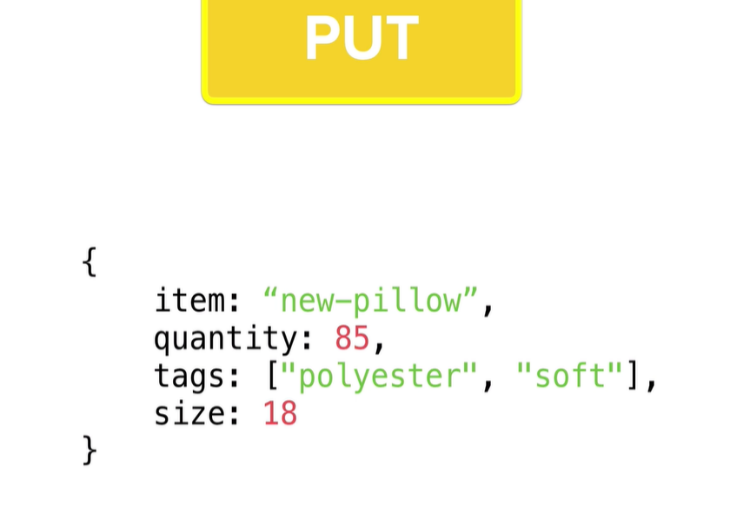 PUT
{
item: “new-pillow”,
quantity: 85,
tags: ["polyester", "soft"],
size: 18
}